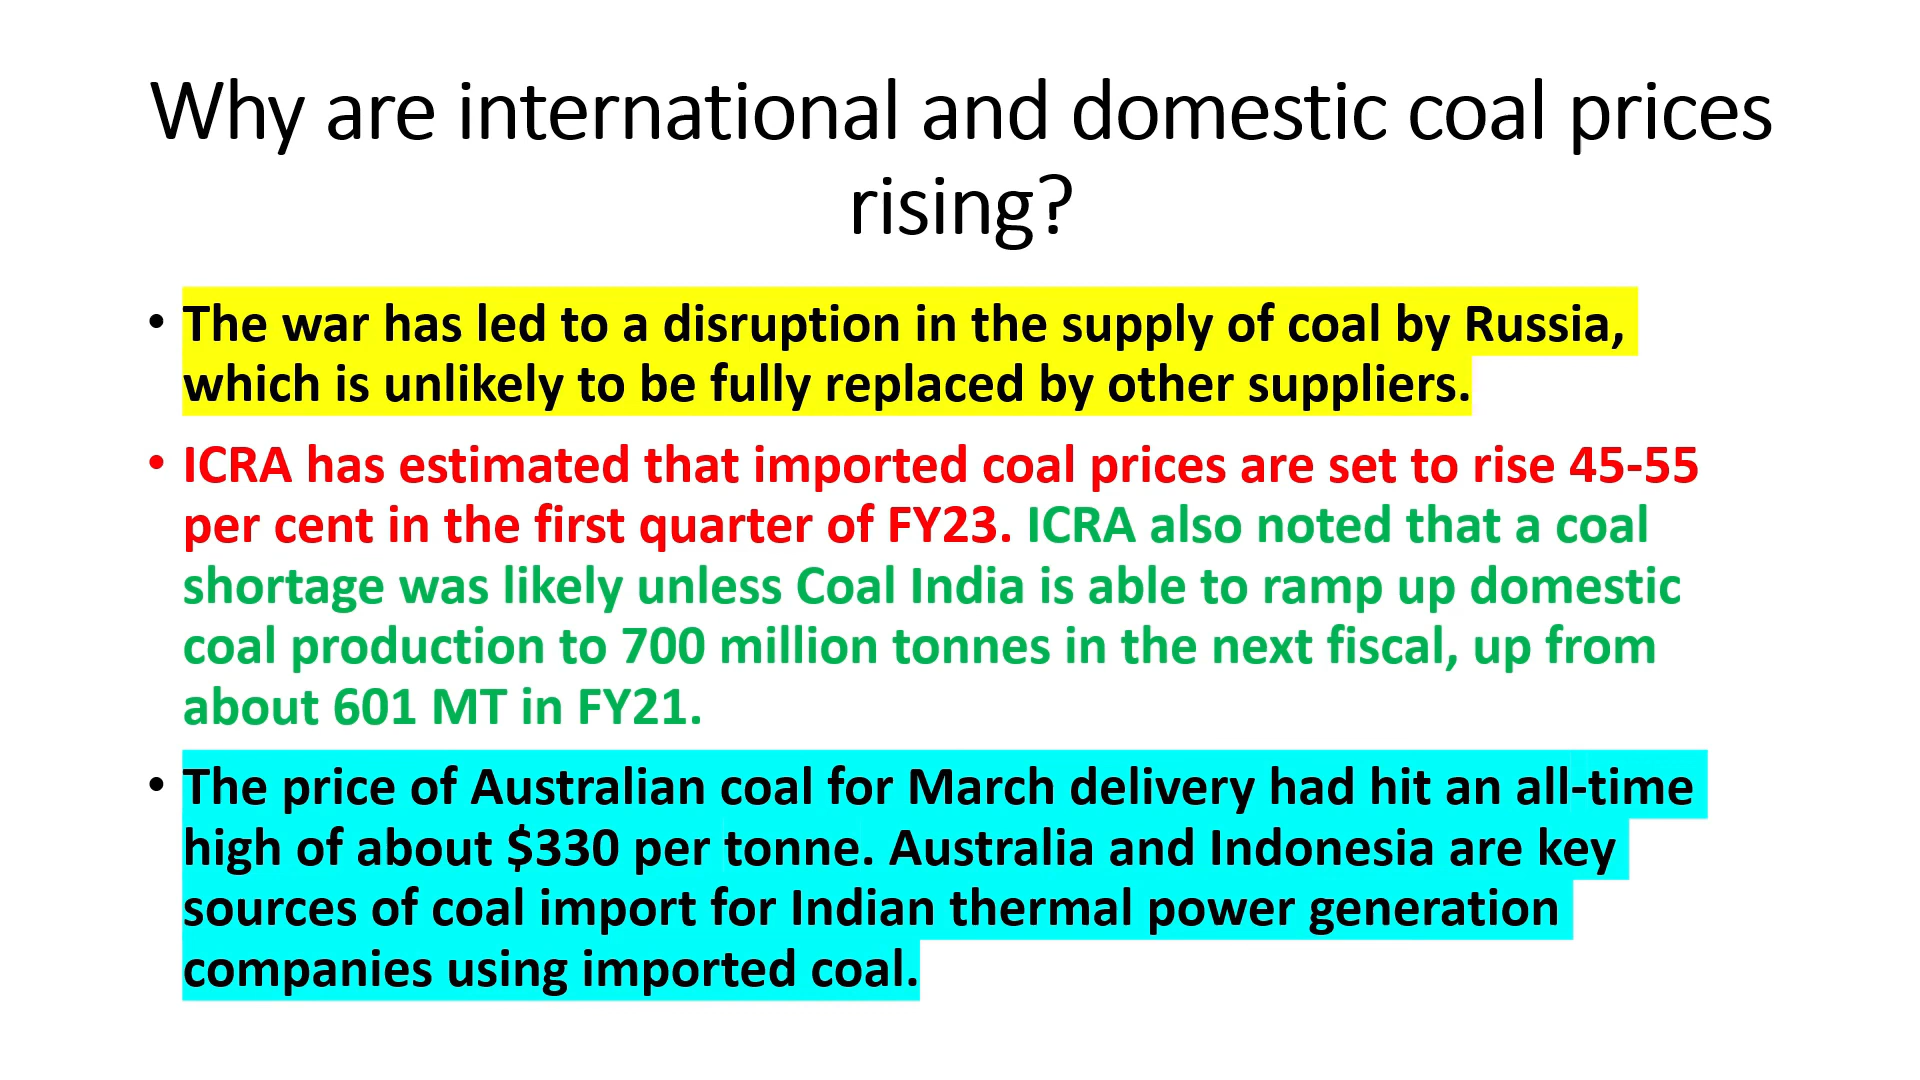 Why are international and domestic coal prices
rising?
• The war has led to a disruption in the supply of coal by Russia,
which is unlikely to be fully replaced by other suppliers.
• ICRA has estimated that imported coal prices are set to rise 45-55
per cent in the first quarter of FY23. ICRA also noted that a coal
shortage was likely unless Coal India is able to ramp up domestic
coal production to 700 million tonnes in the next fiscal, up from
about 601 MT in FY21.
• The price of Australian coal for March delivery had hit an all-time
high of about $330 per tonne. Australia and Indonesia are key
sources of coal import for Indian thermal power generation
companies using imported coal.